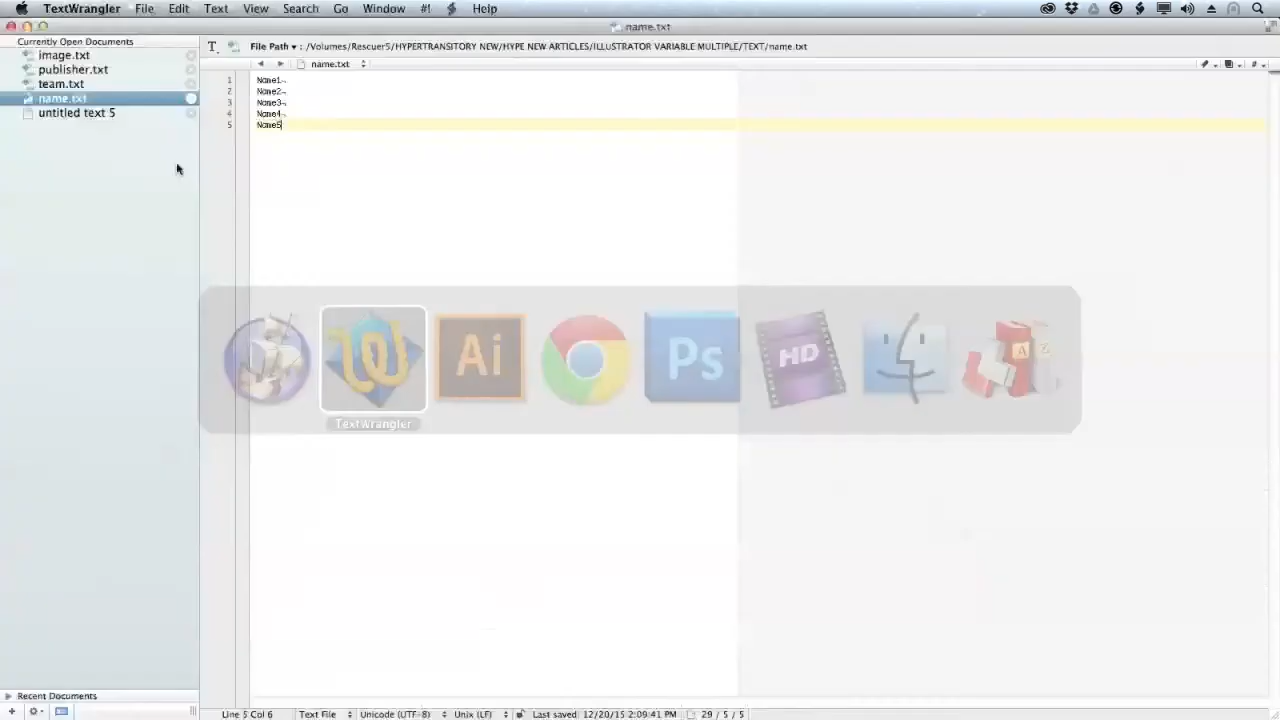 TextWrangler File Edit Text View Search Go Window #! Help
name.txt
Currently Open Documents
image.txt
publisher.txt
team.txt
name.txt
untitled text 5
File Path ▾ : /Volumes/Rescuer5/HYPERTRANSITORY NEW/HYPE NEW ARTICLES/ILLUSTRATOR VARIABLE MULTIPLE/TEXT/name.txt
name.txt
1 Name1¬
2 Name2¬
3 Name3¬
4 Name4¬
5 Name5
Ai
Ps
HD
A
TextWrangler
Recent Documents
Line 5 Col 6 Text File Unicode (UTF-8) Unix (LF) Last saved: 12/20/15 2:09:41 PM 29 / 5 / 5